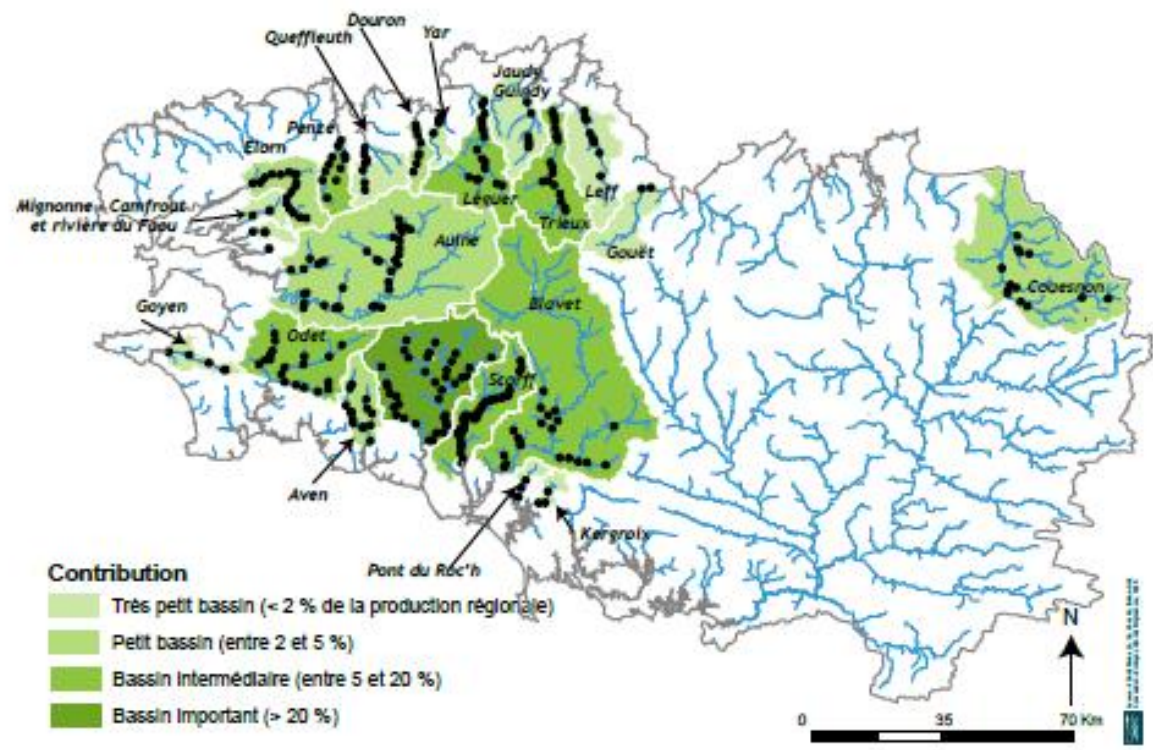 Douron
Queffleuth
Yar
Jaudy
Guindy
Penzé
Elorn
Mignonne - Camfrout
et rivière du Faou
Léguer
Leff
Trieux
Aulne
Gouët
Goyen
Blavet
Couesnon
Odet
Scorff
Aven
Kergroix
Pont du Roc'h
Contribution
Très petit bassin (< 2 % de la production régionale)
Petit bassin (entre 2 et 5 %)
Bassin intermédiaire (entre 5 et 20 %)
Bassin important (> 20 %)
N
0 35 70 Km